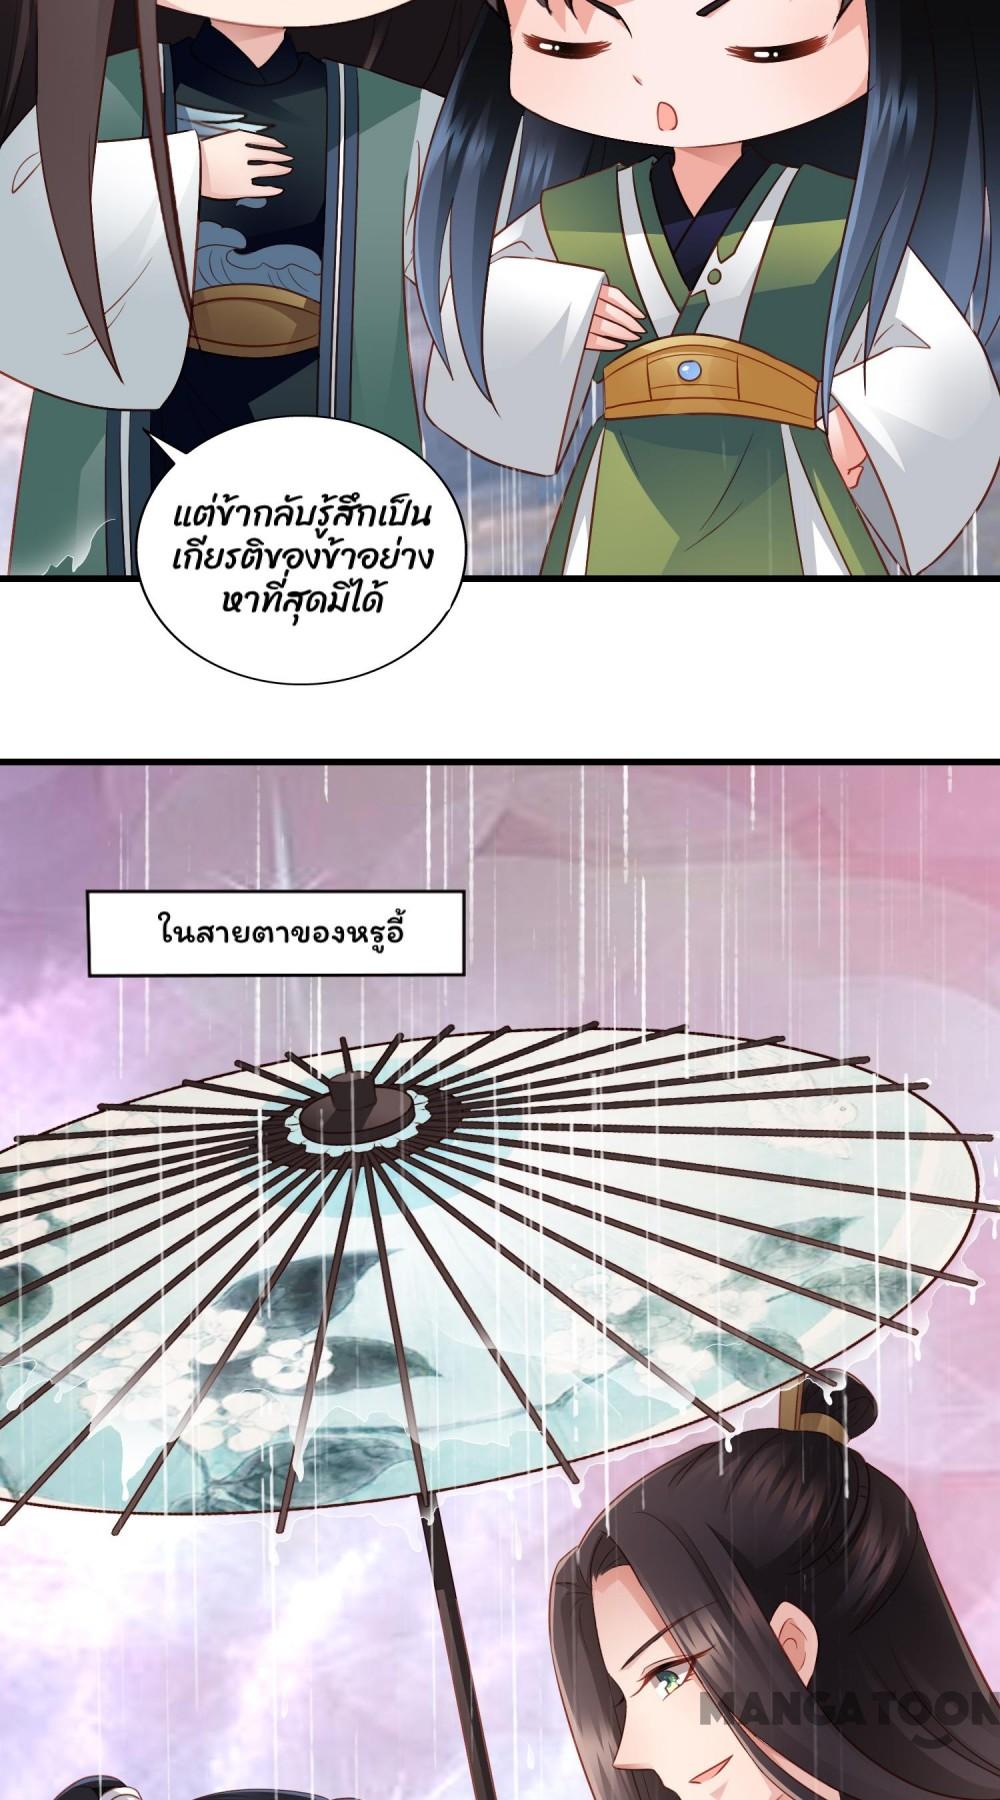 แต่ข้ากลับรู้สึกเป็น
เกียรติของข้าอย่าง
หาที่สุดมิได้
ในสายตาของหรูอี้
MANGATOON